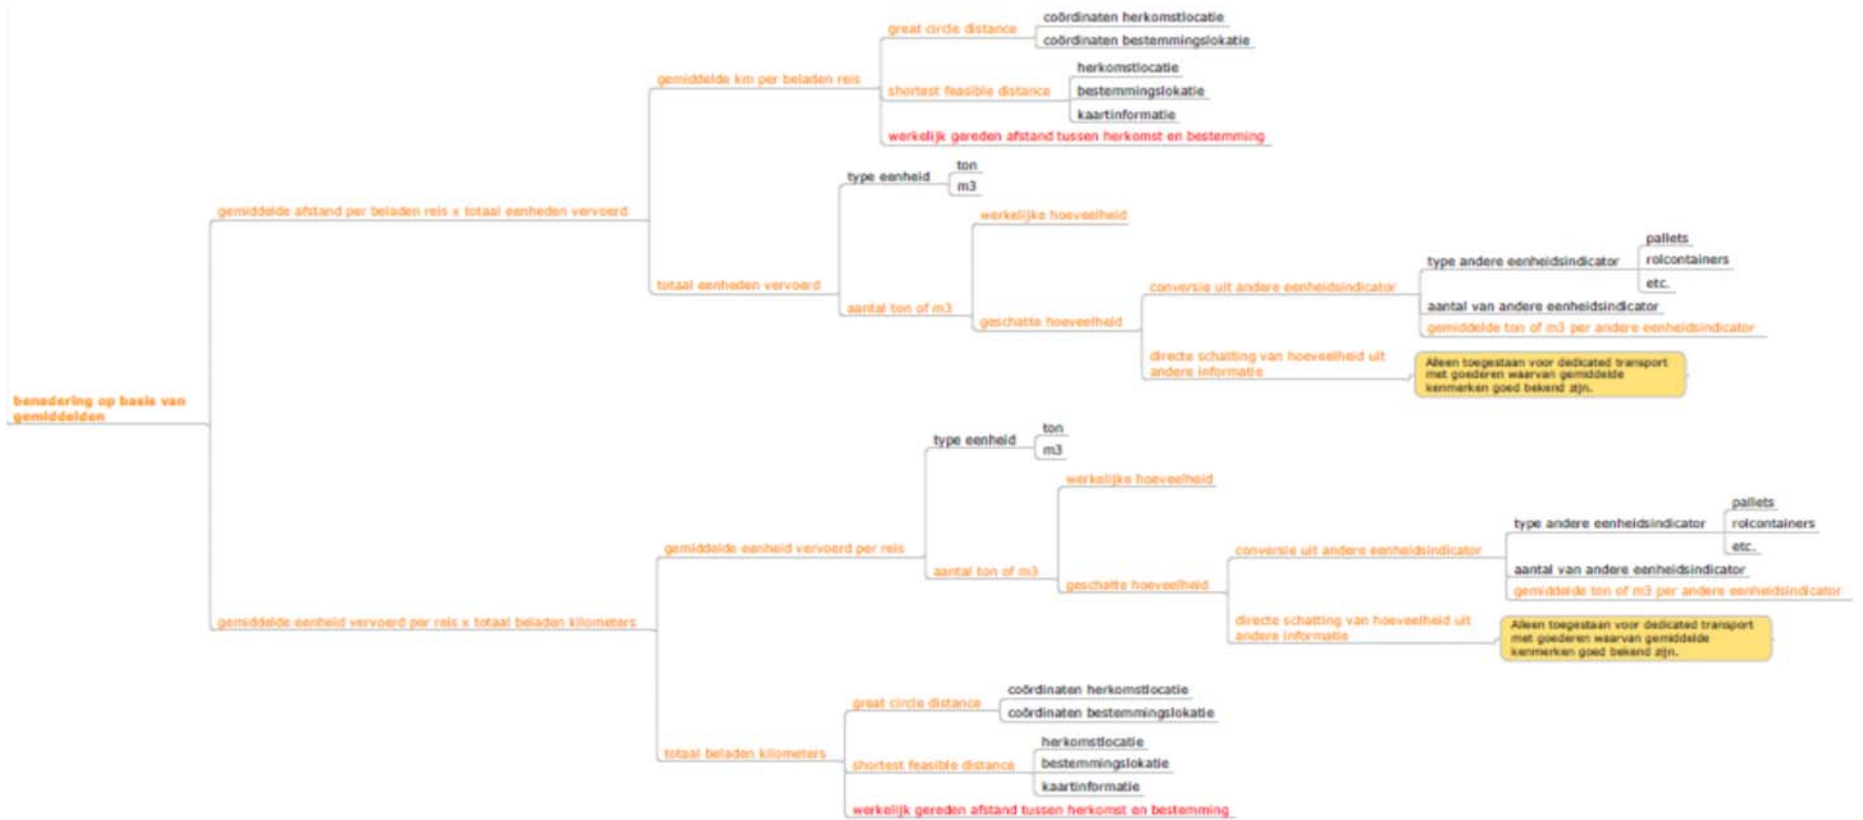 great circle distance
coördinaten herkomstlocatie
coördinaten bestemmingslokatie
gemiddelde km per beladen reis
shortest feasible distance
herkomstlocatie
bestemmingslokatie
kaartinformatie
werkelijk gereden afstand tussen herkomst en bestemming
gemiddelde afstand per beladen reis x totaal eenheden vervoerd
type eenheid
ton
m3
totaal eenheden vervoerd
aantal ton of m3
werkelijke hoeveelheid
geschatte hoeveelheid
conversie uit andere eenheidsindicator
type andere eenheidsindicator
pallets
rolcontainers
etc.
aantal van andere eenheidsindicator
gemiddelde ton of m3 per andere eenheidsindicator
directe schatting van hoeveelheid uit
andere informatie
Alleen toegestaan voor dedicated transport
met goederen waarvan gemiddelde
kenmerken goed bekend zijn.
benadering op basis van
gemiddelden
type eenheid
ton
m3
gemiddelde eenheid vervoerd per reis
aantal ton of m3
werkelijke hoeveelheid
geschatte hoeveelheid
conversie uit andere eenheidsindicator
type andere eenheidsindicator
pallets
rolcontainers
etc.
aantal van andere eenheidsindicator
gemiddelde ton of m3 per andere eenheidsindicator
directe schatting van hoeveelheid uit
andere informatie
Alleen toegestaan voor dedicated transport
met goederen waarvan gemiddelde
kenmerken goed bekend zijn.
gemiddelde eenheid vervoerd per reis x totaal beladen kilometers
totaal beladen kilometers
great circle distance
coördinaten herkomstlocatie
coördinaten bestemmingslokatie
shortest feasible distance
herkomstlocatie
bestemmingslokatie
kaartinformatie
werkelijk gereden afstand tussen herkomst en bestemming